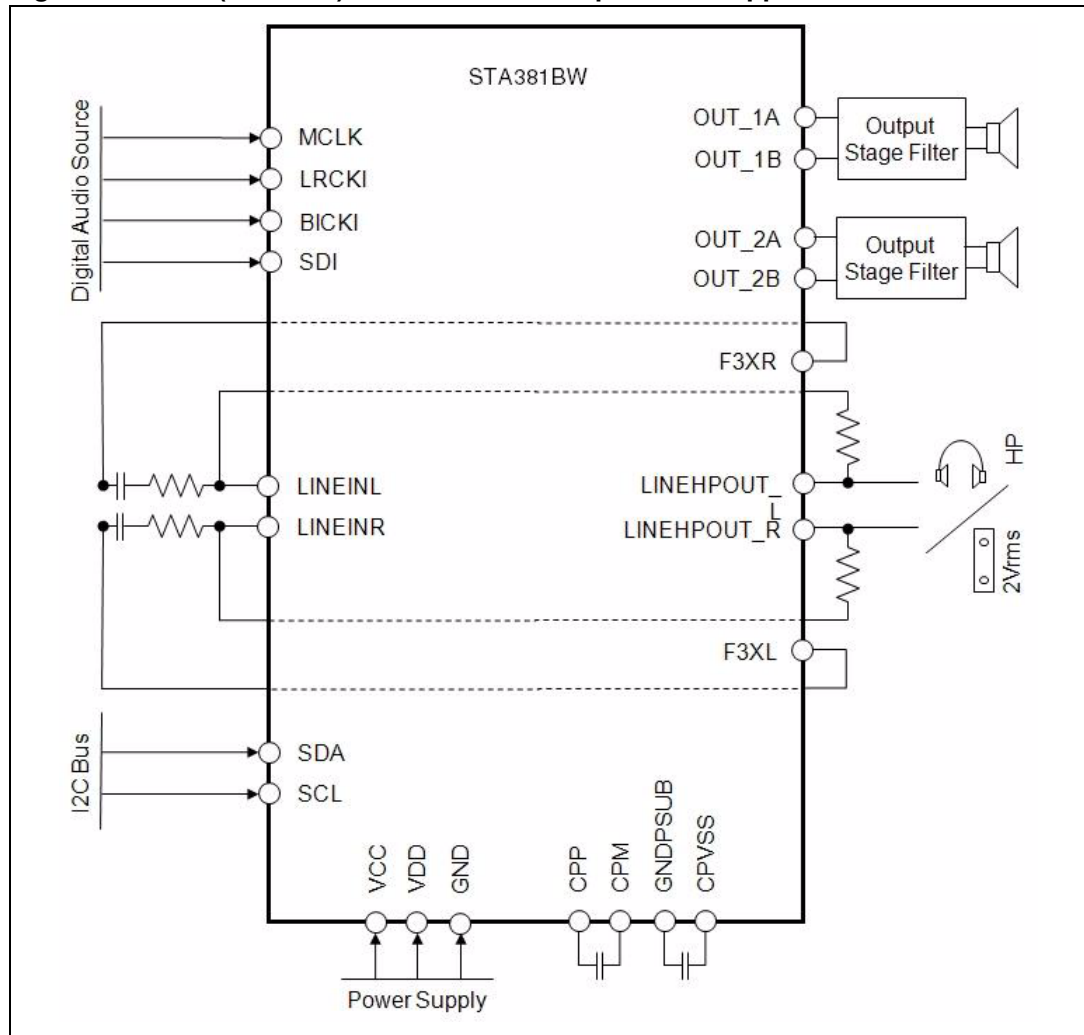 STA381BW
Digital Audio Source
MCLK
LRCKI
BICKI
SDI
OUT_1A
OUT_1B
Output
Stage Filter
OUT_2A
OUT_2B
Output
Stage Filter
F3XR
LINEINL
LINEINR
LINEHPOUT_
L
LINEHPOUT_R
HP
2Vrms
F3XL
I2C Bus
SDA
SCL
VCC
VDD
GND
CPP
CPM
GNDPSUB
CPVSS
Power Supply